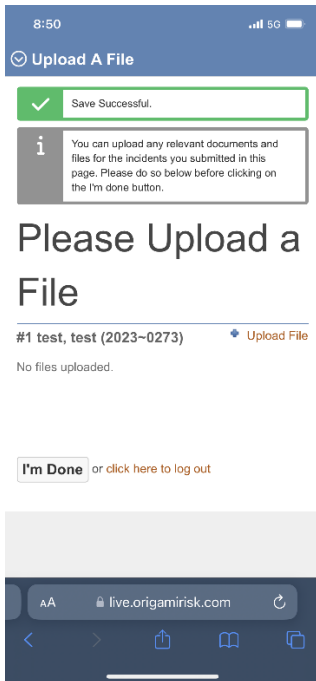 8:50
5G
Upload A File
Save Successful.
You can upload any relevant documents and
files for the incidents you submitted in this
page. Please do so below before clicking on
the I'm done button.
Please Upload a
File
#1 test, test (2023~0273)
Upload File
No files uploaded.
I'm Done or click here to log out
AA
live.origamirisk.com